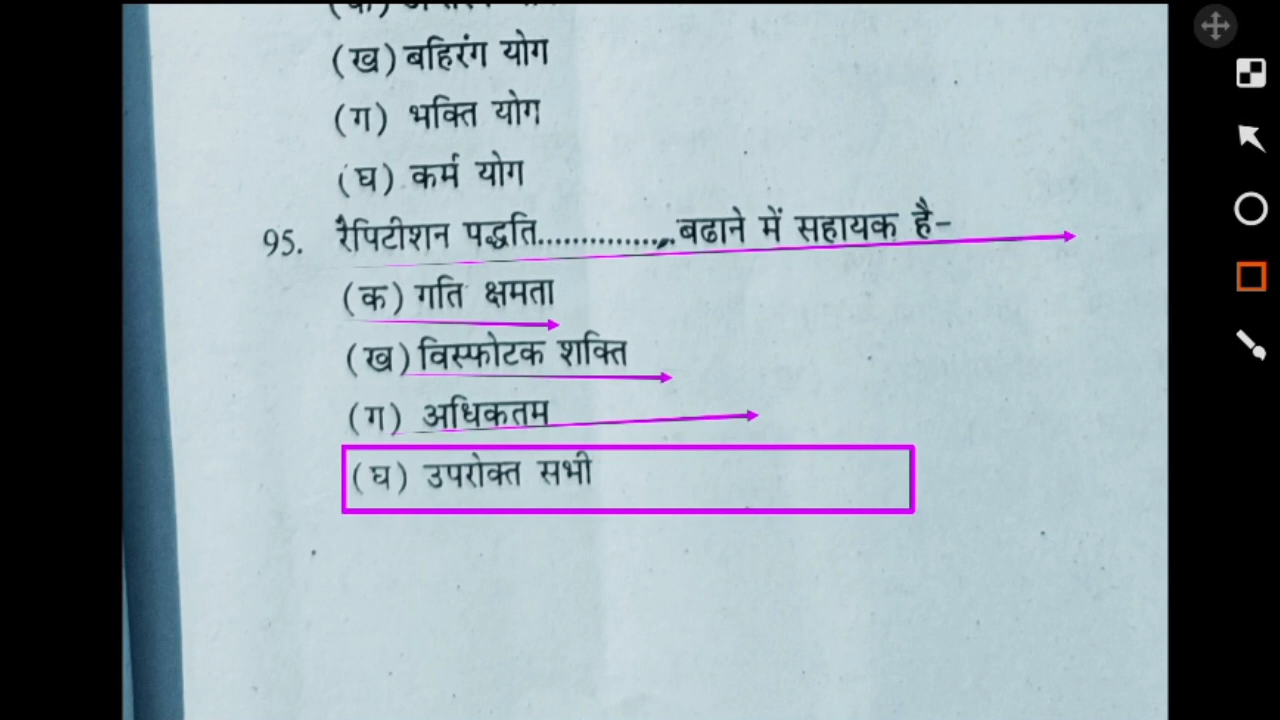 (ख) बहिरंग योग
(ग) भक्ति योग
(घ) कर्म योग
95. रैपिटीशन पद्धति................बढाने में सहायक है-
(क) गति क्षमता
(ख) विस्फोटक शक्ति
(ग) अधिकतम
(घ) उपरोक्त सभी